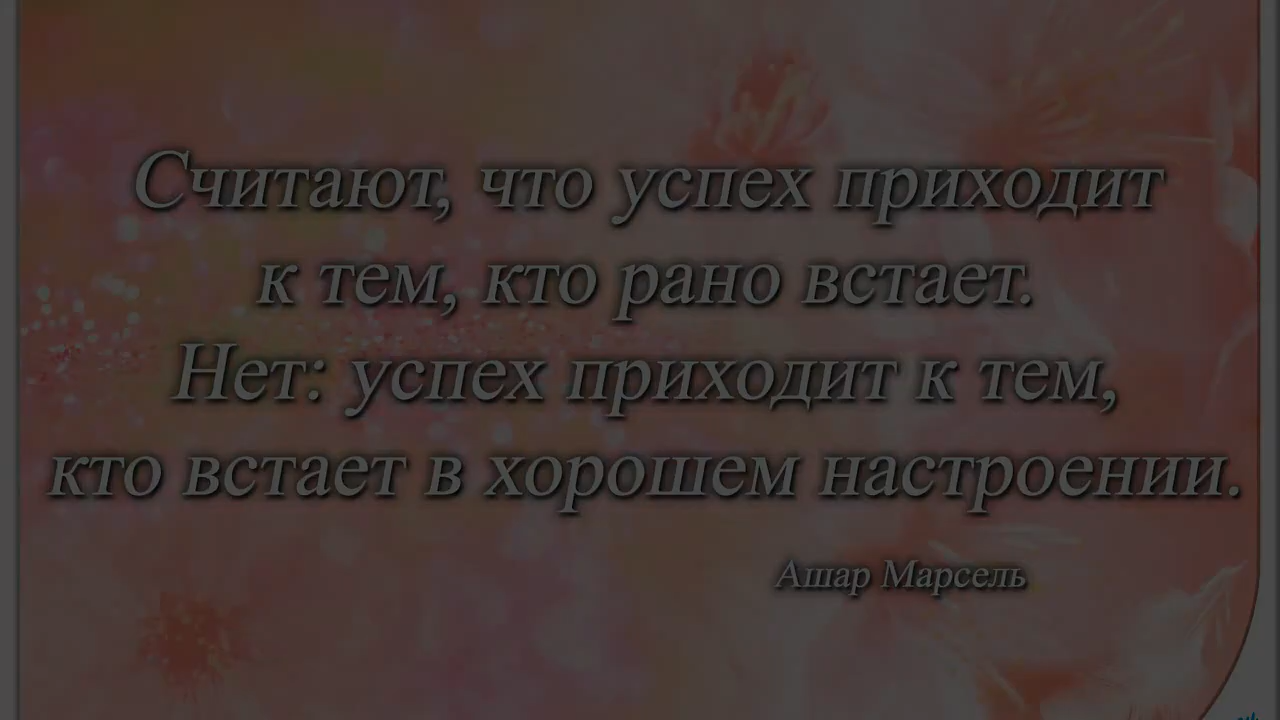 Считают, что успех приходит
к тем, кто рано встает.
Нет: успех приходит к тем,
кто встает в хорошем настроении.
Ашар Марсель